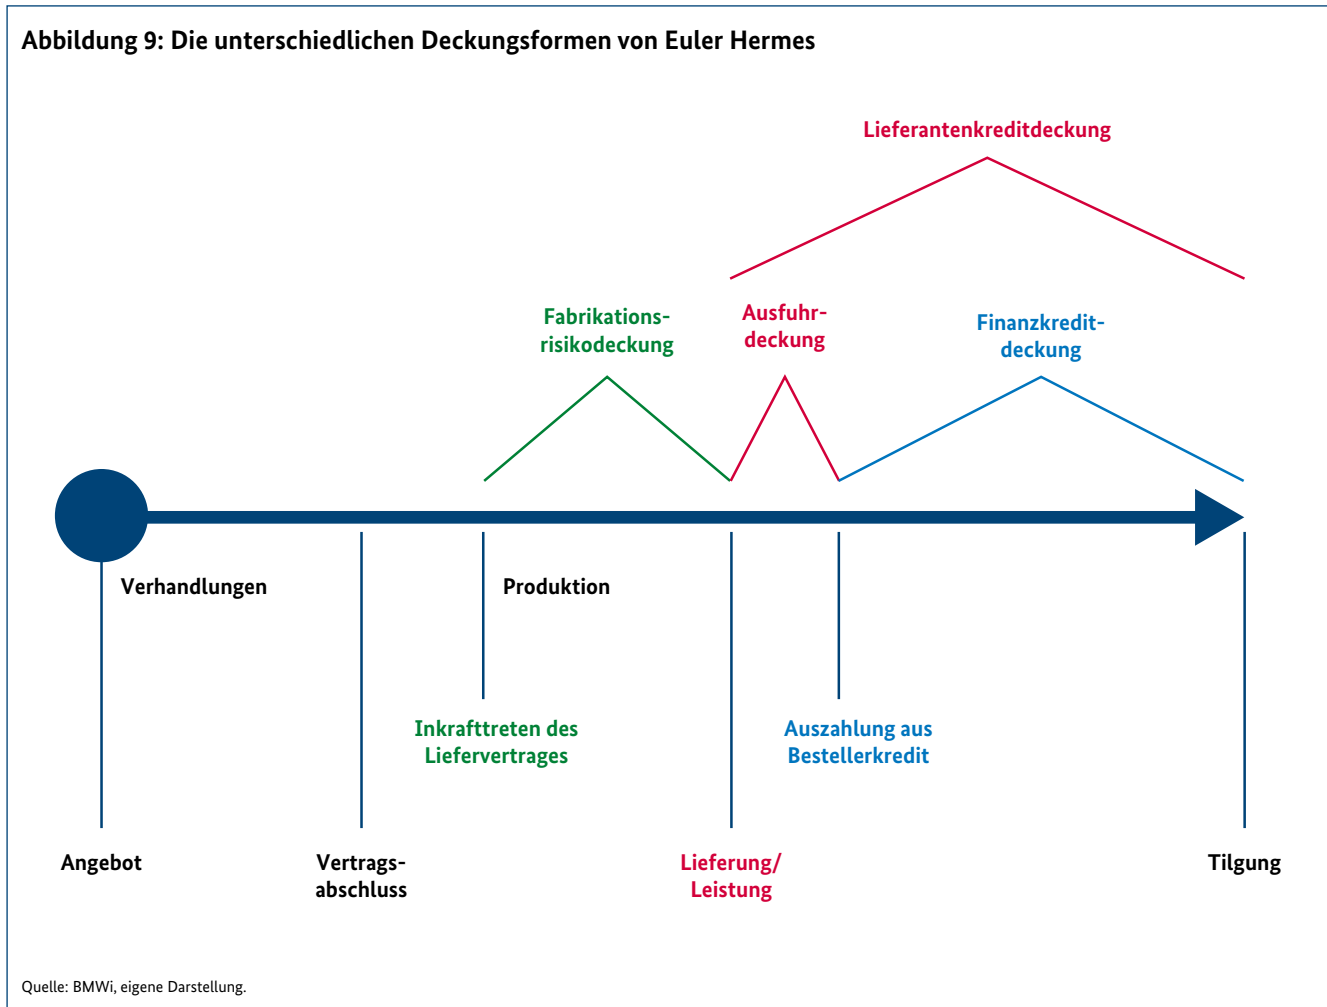 Abbildung 9: Die unterschiedlichen Deckungsformen von Euler Hermes
Lieferantenkreditdeckung
Fabrikations-
risikodeckung
Ausfuhr-
deckung
Finanzkredit-
deckung
Verhandlungen
Produktion
Inkrafttreten des
Liefervertrages
Auszahlung aus
Bestellerkredit
Angebot
Vertrags-
abschluss
Lieferung/
Leistung
Tilgung
Quelle: BMWi, eigene Darstellung.